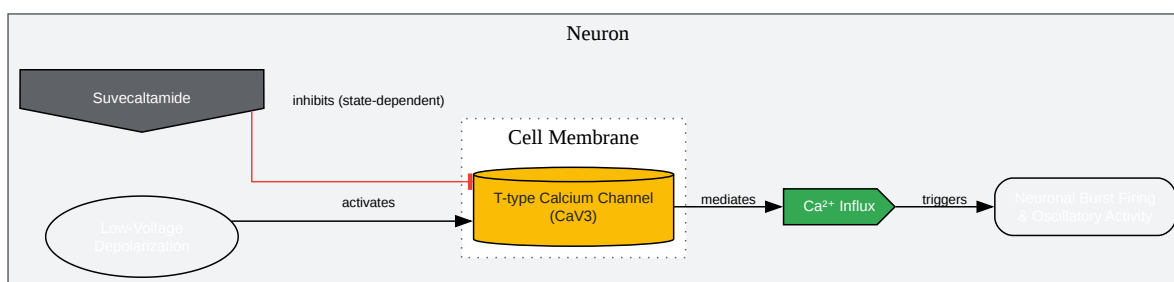 Neuron
Suvecaltamide
inhibits (state-dependent)
Cell Membrane
T-type Calcium Channel
(CaV3)
activates
mediates
Ca²⁺ Influx
triggers
Neuronal Burst Firing
& Oscillatory Activity
Low-Voltage
Depolarization